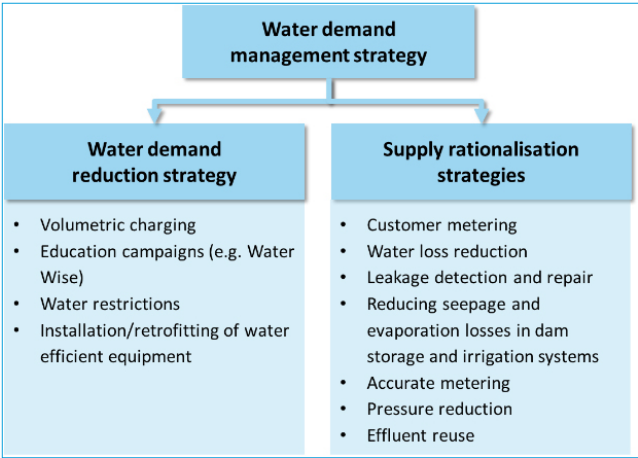 Water demand
management strategy
Water demand
reduction strategy
• Volumetric charging
• Education campaigns (e.g. Water
Wise)
• Water restrictions
• Installation/retrofitting of water
efficient equipment
Supply rationalisation
strategies
• Customer metering
• Water loss reduction
• Leakage detection and repair
• Reducing seepage and
evaporation losses in dam
storage and irrigation systems
• Accurate metering
• Pressure reduction
• Effluent reuse